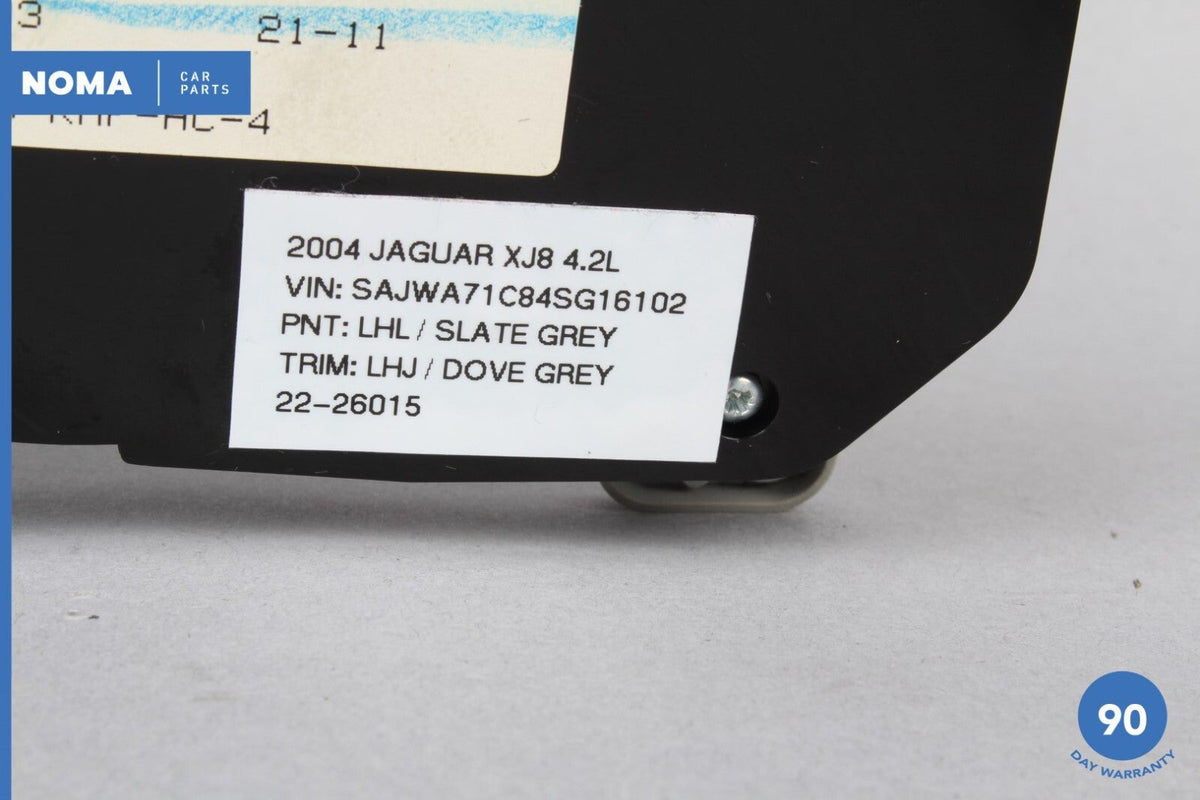 3
21-11
NOMA
CAR
PARTS
-4
2004 JAGUAR XJ8 4.2L
VIN: SAJWA71C84SG16102
PNT: LHL / SLATE GREY
TRIM: LHJ / DOVE GREY
22-26015
90
DAY WARRANTY